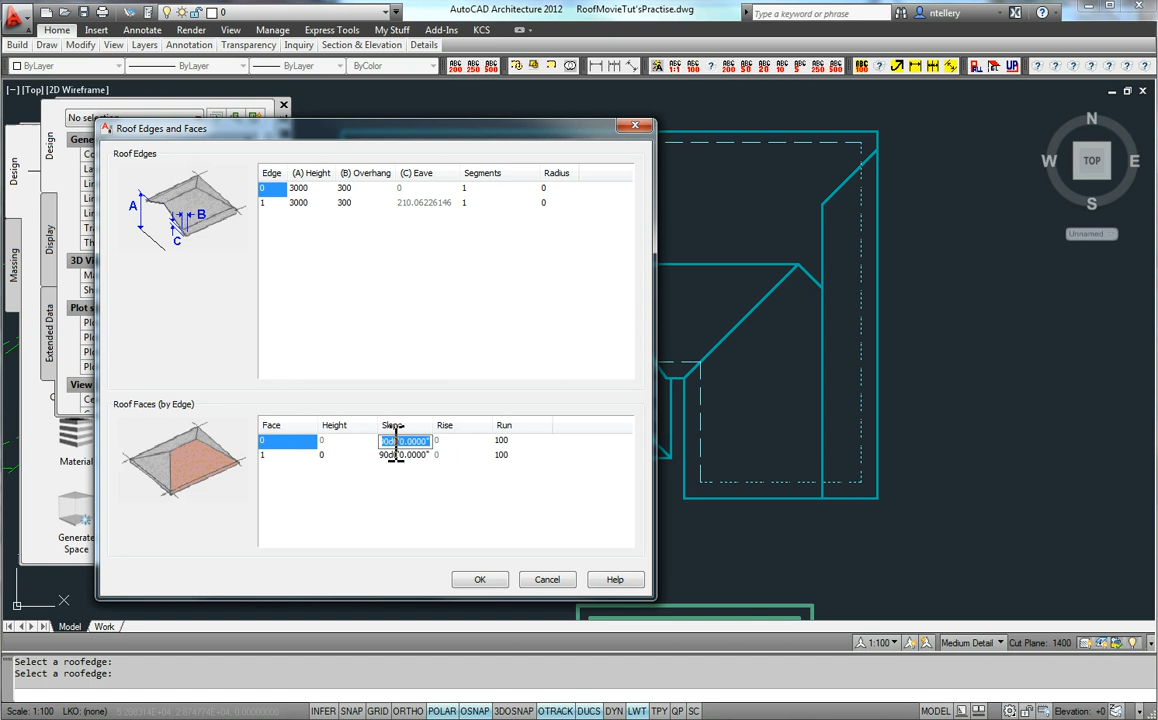 AutoCAD Architecture 2012 RoofMovieTut'sPractise.dwg
Type a keyword or phrase
ntellery
0
Home Insert Annotate Render View Manage Express Tools My Stuff Add-Ins KCS
Build Draw Modify View Layers Annotation Transparency Inquiry Section & Elevation Details
ByLayer ByLayer ByLayer ByColor
[−] [Top] [2D Wireframe]
No selection
Roof Edges and Faces
Design
Design
Display
Massing
Extended Data
Gene
3D Vi
Plot s
View
Material
Generate
Space
Roof Edges
Edge (A) Height (B) Overhang (C) Eave Segments Radius
0 3000 300 0 1 0
1 3000 300 210.06226146 1 0
A
B
C
Roof Faces (by Edge)
Face Height Slope Rise Run
0 0 0 100
1 0 0 100
OK Cancel Help
N
W TOP E
S
Unnamed
X
Model Work
1:100 Medium Detail Cut Plane: 1400
Select a roofedge:
Select a roofedge:
Scale: 1:100 LKO: (none)
INFER SNAP GRID ORTHO POLAR OSNAP 3DOSNAP OTRACK DUCS DYN LWT TPY QP SC
MODEL Elevation: +0